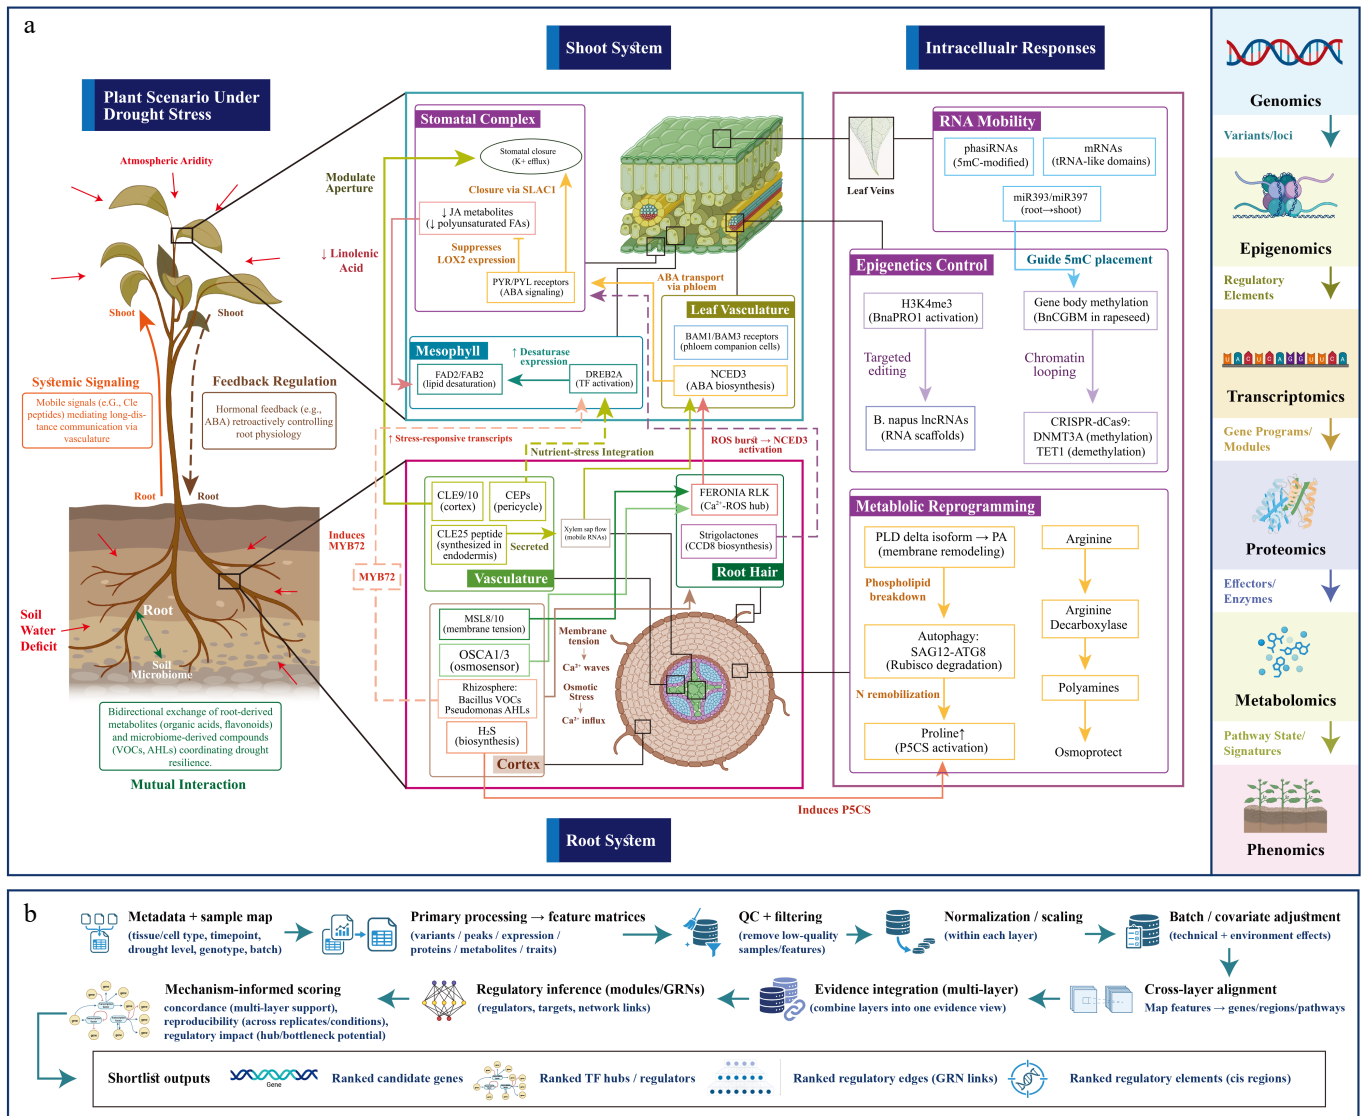 a
Plant Scenario Under
Drought Stress
Atmospheric Aridity
Shoot
Shoot
Systemic Signaling
Mobile signals (e.G., Cle
peptides) mediating long-dis-
tance communication via
vasculature
Feedback Regulation
Hormonal feedback (e.g.,
ABA) retroactively controlling
root physiology
Root
Root
Soil
Water
Deficit
Root
Soil
Microbiome
Bidirectional exchange of root-derived
metabolites (organic acids, flavonoids)
and microbiome-derived compounds
(VOCs, AHLs) coordinating drought
resilience.
Mutual Interaction
Shoot System
Modulate
Aperture
↓ Linolenic
Acid
Stomatal Complex
Stomatal closure
(K+ efflux)
Closure via SLAC1
↓ JA metabolites
(↓ polyunsaturated FAs)
Suppresses
LOX2 expression
PYR/PYL receptors
(ABA signaling)
ABA transport
via phloem
Leaf Vasculature
BAM1/BAM3 receptors
(phloem companion cells)
NCED3
(ABA biosynthesis)
Mesophyll
↑ Desaturase
expression
FAD2/FAB2
(lipid desaturation)
DREB2A
(TF activation)
Leaf Veins
↑ Stress-responsive transcripts
Nutrient-stress Integration
ROS burst → NCED3
activation
Induces
MYB72
MYB72
CLE9/10
(cortex)
CEPs
(pericycle)
CLE25 peptide
(synthesized in
endodermis)
Secreted
Vasculature
Xylem sap flow
(mobile RNAs)
FERONIA RLK
(Ca²⁺-ROS hub)
Strigolactones
(CCD8 biosynthesis)
Root Hair
MSL8/10
(membrane tension)
OSCA1/3
(osmosensor)
Rhizosphere:
Bacillus VOCs
Pseudomonas AHLs
H₂S
(biosynthesis)
Cortex
Membrane
tension
Ca²⁺ waves
Osmotic
Stress
Ca²⁺ influx
Induces P5CS
Root System
Intracellualr Responses
RNA Mobility
phasiRNAs
(5mC-modified)
mRNAs
(tRNA-like domains)
miR393/miR397
(root→shoot)
Epigenetics Control
Guide 5mC placement
H3K4me3
(BnaPRO1 activation)
Gene body methylation
(BnCGBM in rapeseed)
Targeted
editing
Chromatin
looping
B. napus lncRNAs
(RNA scaffolds)
CRISPR-dCas9:
DNMT3A (methylation)
TET1 (demethylation)
Metablolic Reprogramming
PLD delta isoform → PA
(membrane remodeling)
Phospholipid
breakdown
Autophagy:
SAG12-ATG8
(Rubisco degradation)
N remobilization
Proline↑
(P5CS activation)
Arginine
Arginine
Decarboxylase
Polyamines
Osmoprotect
Genomics
Variants/loci
Epigenomics
Regulatory
Elements
U A G U C A G G U U C A
Transcriptomics
Gene Programs/
Modules
Proteomics
Effectors/
Enzymes
Metabolomics
Pathway State/
Signatures
Phenomics
b
Metadata + sample map
(tissue/cell type, timepoint,
drought level, genotype, batch)
Primary processing → feature matrices
(variants / peaks / expression /
proteins / metabolites / traits)
QC + filtering
(remove low-quality
samples/features)
Normalization / scaling
(within each layer)
Batch / covariate adjustment
(technical + environment effects)
Mechanism-informed scoring
concordance (multi-layer support),
reproducibility (across replicates/conditions),
regulatory impact (hub/bottleneck potential)
Regulatory inference (modules/GRNs)
(regulators, targets, network links)
Evidence integration (multi-layer)
(combine layers into one evidence view)
Cross-layer alignment
Map features → genes/regions/pathways
Shortlist outputs
Gene
Ranked candidate genes
Ranked TF hubs / regulators
Ranked regulatory edges (GRN links)
Ranked regulatory elements (cis regions)